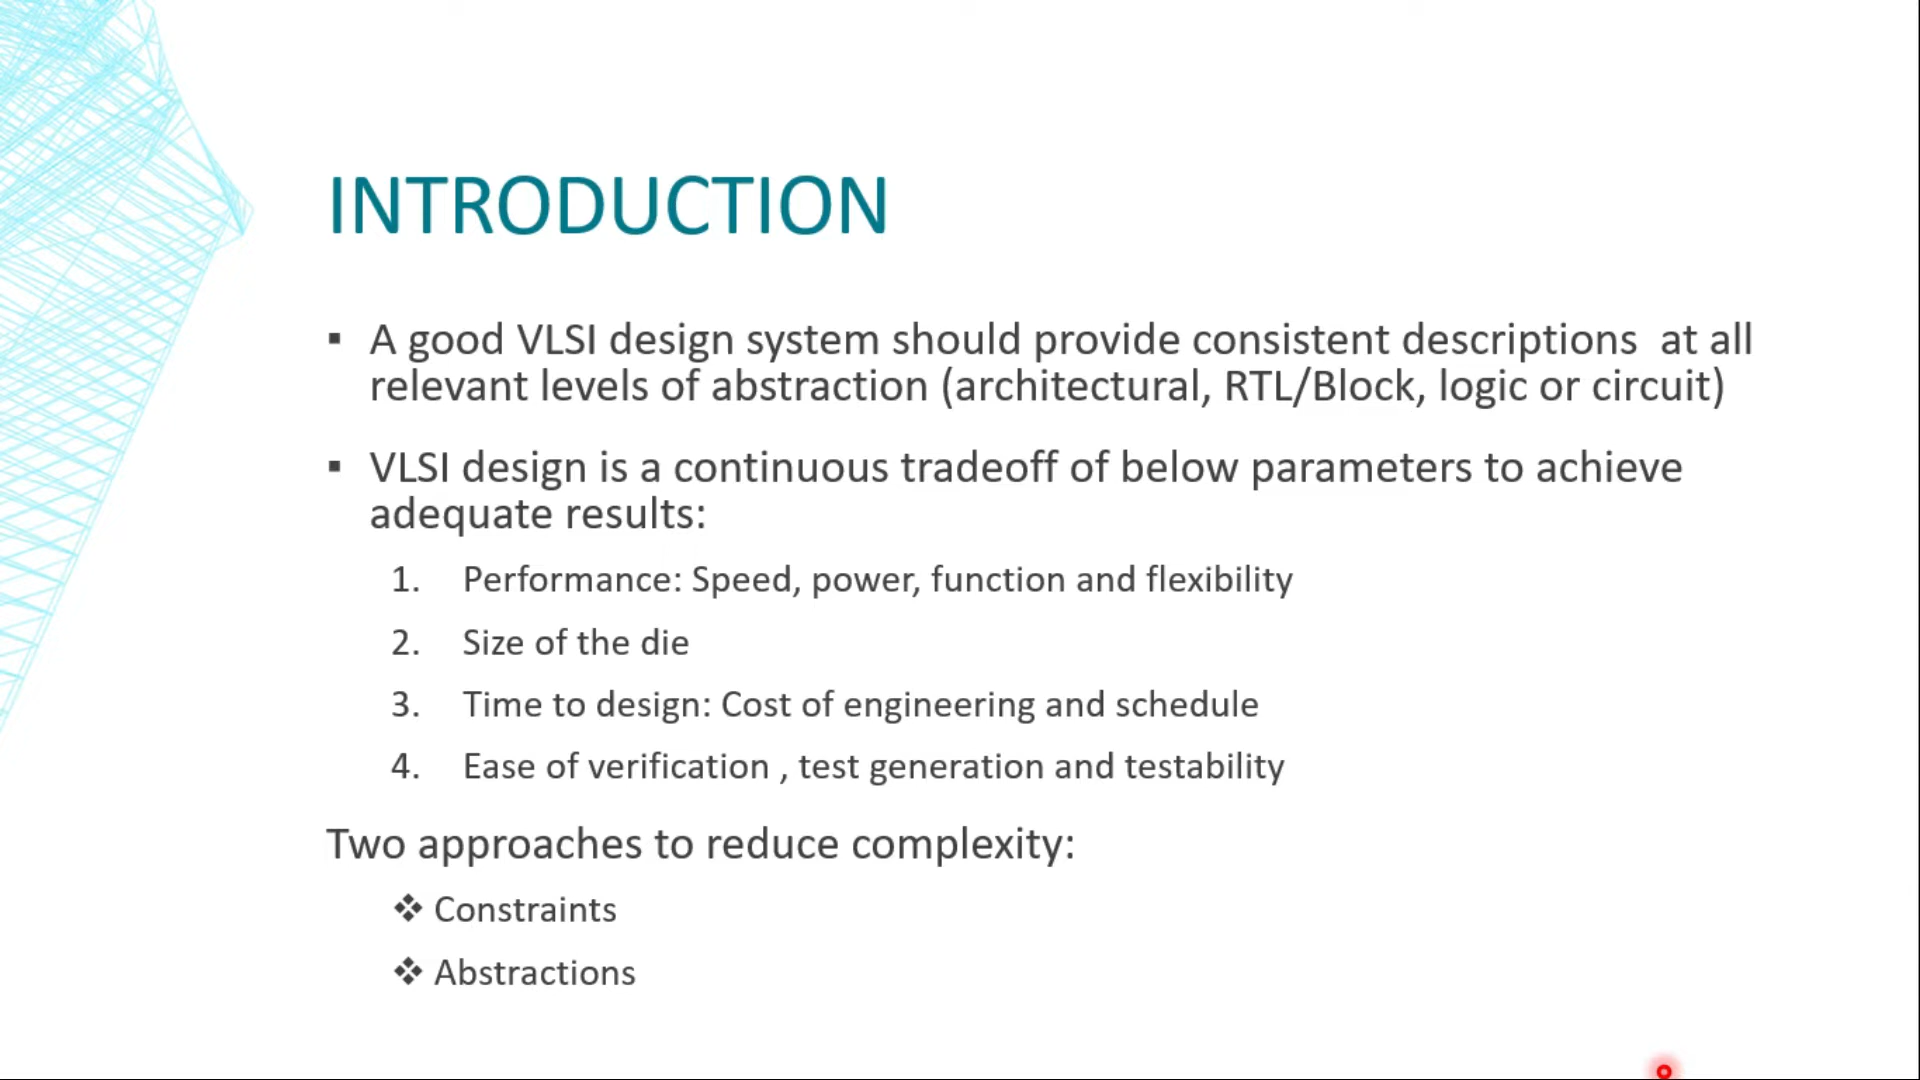 INTRODUCTION
▪ A good VLSI design system should provide consistent descriptions  at all
relevant levels of abstraction (architectural, RTL/Block, logic or circuit)
▪ VLSI design is a continuous tradeoff of below parameters to achieve
adequate results:
1. Performance: Speed, power, function and flexibility
2. Size of the die
3. Time to design: Cost of engineering and schedule
4. Ease of verification , test generation and testability
Two approaches to reduce complexity:
❖ Constraints
❖ Abstractions